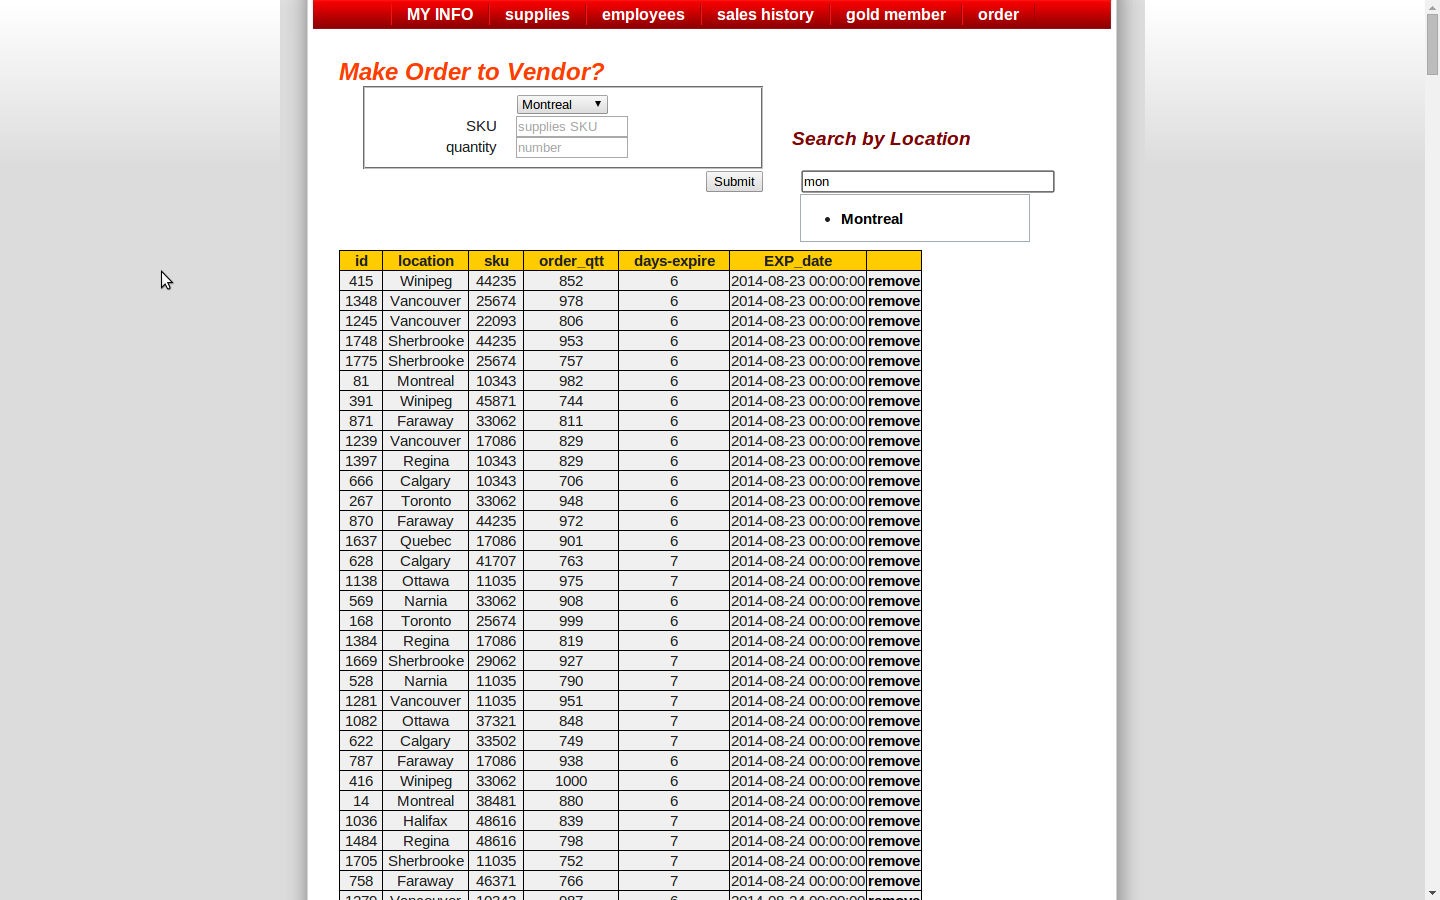 MY INFO supplies employees sales history gold member order
Make Order to Vendor?
Montreal
SKU supplies SKU
quantity number
Submit
Search by Location
mon
Montreal
id location sku order_qtt days-expire EXP_date
415 Winipeg 44235 852 6 2014-08-23 00:00:00 remove
1348 Vancouver 25674 978 6 2014-08-23 00:00:00 remove
1245 Vancouver 22093 806 6 2014-08-23 00:00:00 remove
1748 Sherbrooke 44235 953 6 2014-08-23 00:00:00 remove
1775 Sherbrooke 25674 757 6 2014-08-23 00:00:00 remove
81 Montreal 10343 982 6 2014-08-23 00:00:00 remove
391 Winipeg 45871 744 6 2014-08-23 00:00:00 remove
871 Faraway 33062 811 6 2014-08-23 00:00:00 remove
1239 Vancouver 17086 829 6 2014-08-23 00:00:00 remove
1397 Regina 10343 829 6 2014-08-23 00:00:00 remove
666 Calgary 10343 706 6 2014-08-23 00:00:00 remove
267 Toronto 33062 948 6 2014-08-23 00:00:00 remove
870 Faraway 44235 972 6 2014-08-23 00:00:00 remove
1637 Quebec 17086 901 6 2014-08-23 00:00:00 remove
628 Calgary 41707 763 7 2014-08-24 00:00:00 remove
1138 Ottawa 11035 975 7 2014-08-24 00:00:00 remove
569 Narnia 33062 908 6 2014-08-24 00:00:00 remove
168 Toronto 25674 999 6 2014-08-24 00:00:00 remove
1384 Regina 17086 819 6 2014-08-24 00:00:00 remove
1669 Sherbrooke 29062 927 7 2014-08-24 00:00:00 remove
528 Narnia 11035 790 7 2014-08-24 00:00:00 remove
1281 Vancouver 11035 951 7 2014-08-24 00:00:00 remove
1082 Ottawa 37321 848 7 2014-08-24 00:00:00 remove
622 Calgary 33502 749 7 2014-08-24 00:00:00 remove
787 Faraway 17086 938 6 2014-08-24 00:00:00 remove
416 Winipeg 33062 1000 6 2014-08-24 00:00:00 remove
14 Montreal 38481 880 6 2014-08-24 00:00:00 remove
1036 Halifax 48616 839 7 2014-08-24 00:00:00 remove
1484 Regina 48616 798 7 2014-08-24 00:00:00 remove
1705 Sherbrooke 11035 752 7 2014-08-24 00:00:00 remove
758 Faraway 46371 766 7 2014-08-24 00:00:00 remove